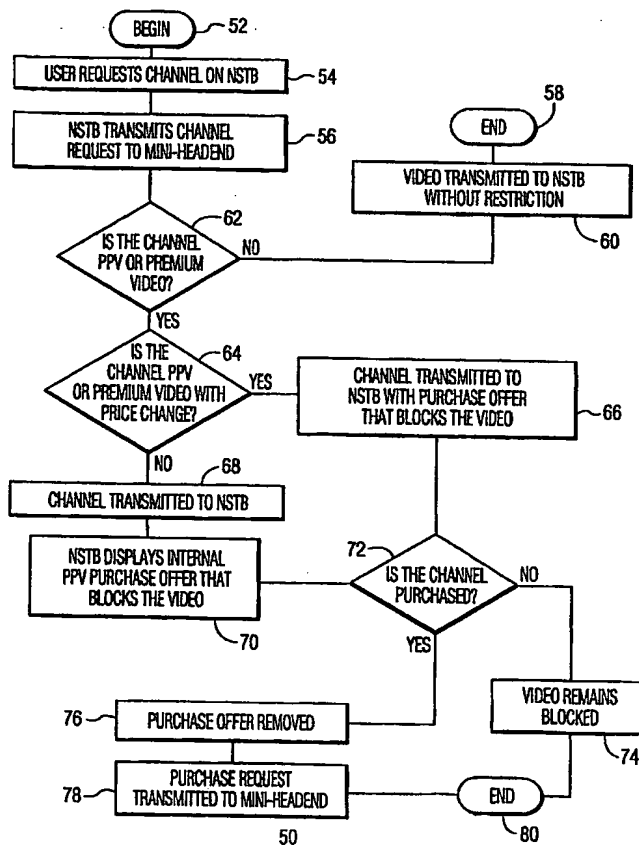 BEGIN
52
USER REQUESTS CHANNEL ON NSTB
54
NSTB TRANSMITS CHANNEL
REQUEST TO MINI-HEADEND
56
END
58
VIDEO TRANSMITTED TO NSTB
WITHOUT RESTRICTION
60
62
IS THE CHANNEL
PPV OR PREMIUM
VIDEO?
NO
YES
64
IS THE
CHANNEL PPV
OR PREMIUM VIDEO WITH
PRICE CHANGE?
YES
NO
CHANNEL TRANSMITTED TO
NSTB WITH PURCHASE OFFER
THAT BLOCKS THE VIDEO
66
68
CHANNEL TRANSMITTED TO NSTB
NSTB DISPLAYS INTERNAL
PPV PURCHASE OFFER THAT
BLOCKS THE VIDEO
70
72
IS THE CHANNEL
PURCHASED?
NO
YES
VIDEO REMAINS
BLOCKED
74
76
PURCHASE OFFER REMOVED
78
PURCHASE REQUEST
TRANSMITTED TO MINI-HEADEND
END
80
50